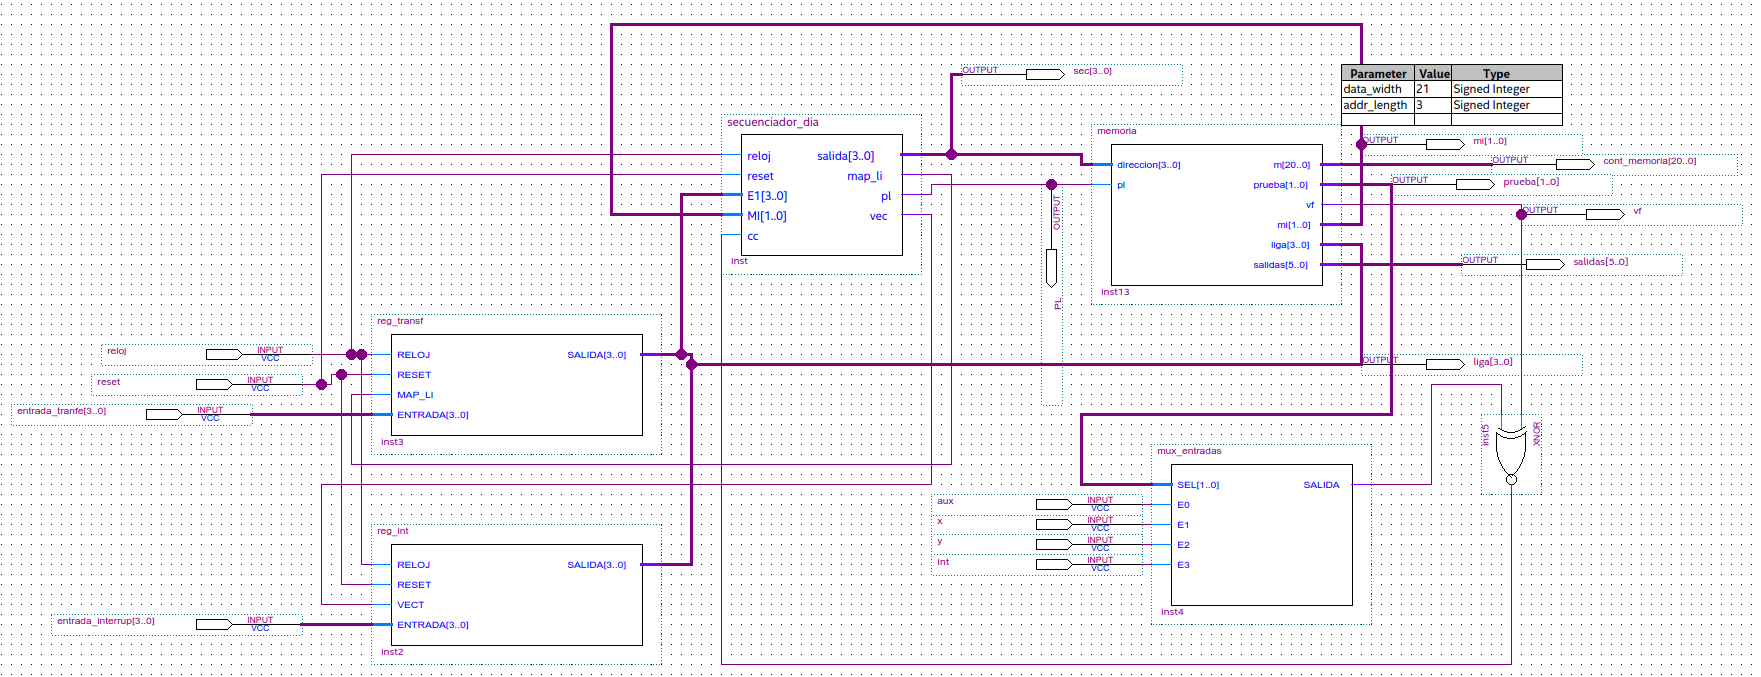 OUTPUT sec[3..0]
Parameter Value Type
data_width 21 Signed Integer
addr_length 3 Signed Integer
secuenciador_dia
reloj salida[3..0]
reset map_li
E1[3..0] pl
MI[1..0] vec
cc
inst
memoria
direccion[3..0] m[20..0]
pl prueba[1..0]
vf
mi[1..0]
liga[3..0]
salidas[5..0]
inst13
OUTPUT mi[1..0]
OUTPUT cont_memoria[20..0]
OUTPUT prueba[1..0]
OUTPUT vf
OUTPUT salidas[5..0]
OUTPUT PL
OUTPUT liga[3..0]
reg_transf
RELOJ SALIDA[3..0]
RESET
MAP_LI
ENTRADA[3..0]
inst3
reloj INPUT VCC
reset INPUT VCC
entrada_tranfe[3..0] INPUT VCC
inst5 XNOR
mux_entradas
SEL[1..0] SALIDA
E0
E1
E2
E3
inst4
aux INPUT VCC
x INPUT VCC
y INPUT VCC
int INPUT VCC
reg_int
RELOJ SALIDA[3..0]
RESET
VECT
ENTRADA[3..0]
inst2
entrada_interrup[3..0] INPUT VCC